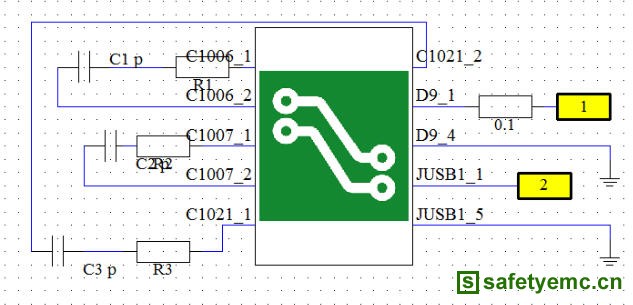 C1 p
C1006_1
C1021_2
R1
C1006_2
D9_1
1
0.1
C1007_1
D9_4
C2 p
R2
C1007_2
JUSB1_1
2
C1021_1
JUSB1_5
C3 p
R3
S safetyemc.cn